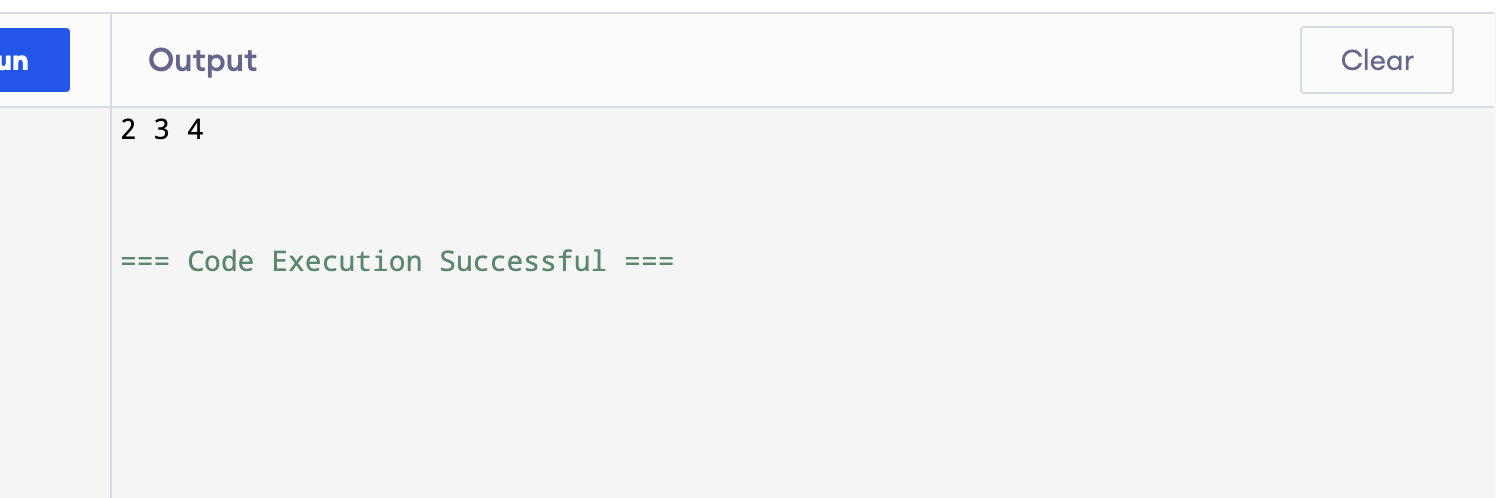 un
Output
Clear
2 3 4
=== Code Execution Successful ===